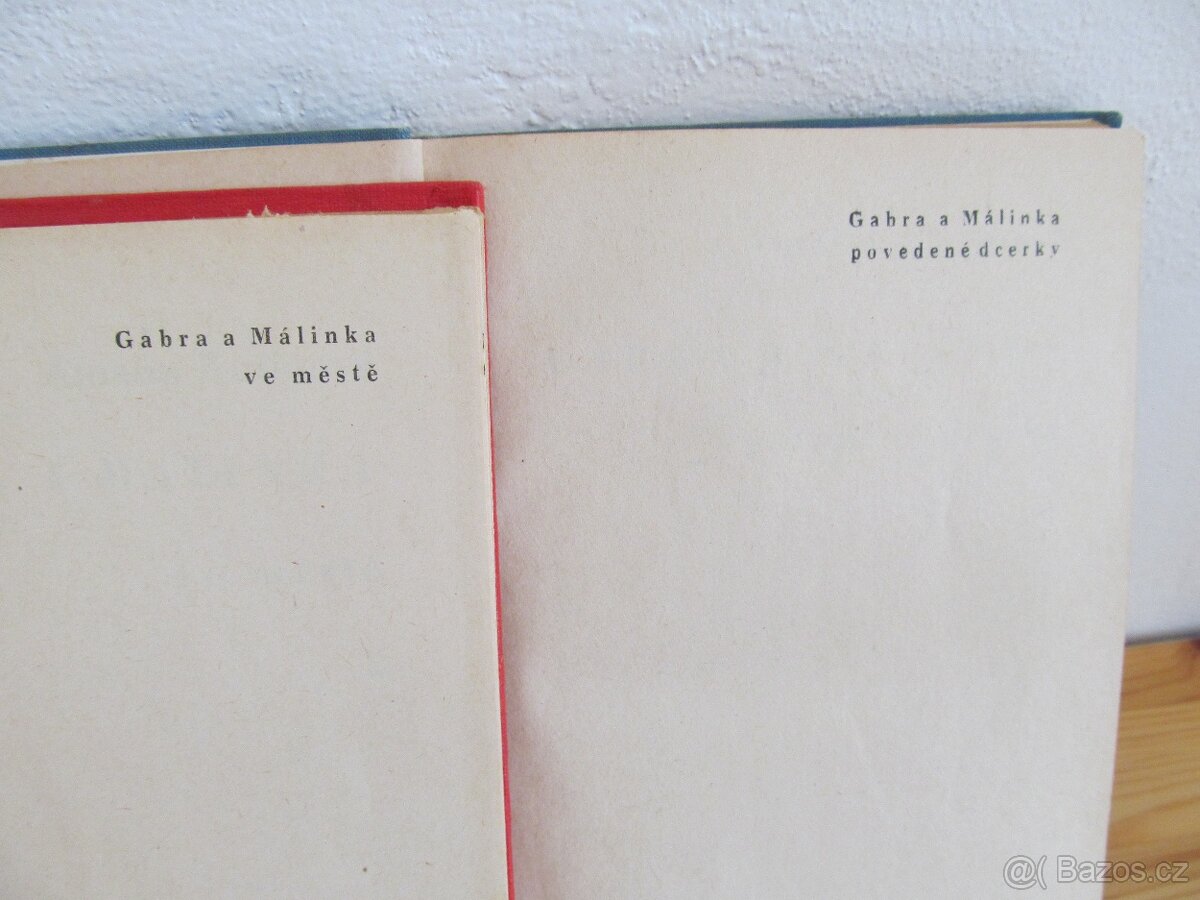 Gabra a Málinka
povedené dcerky
Gabra a Málinka
ve městě
@( Bazos.cz